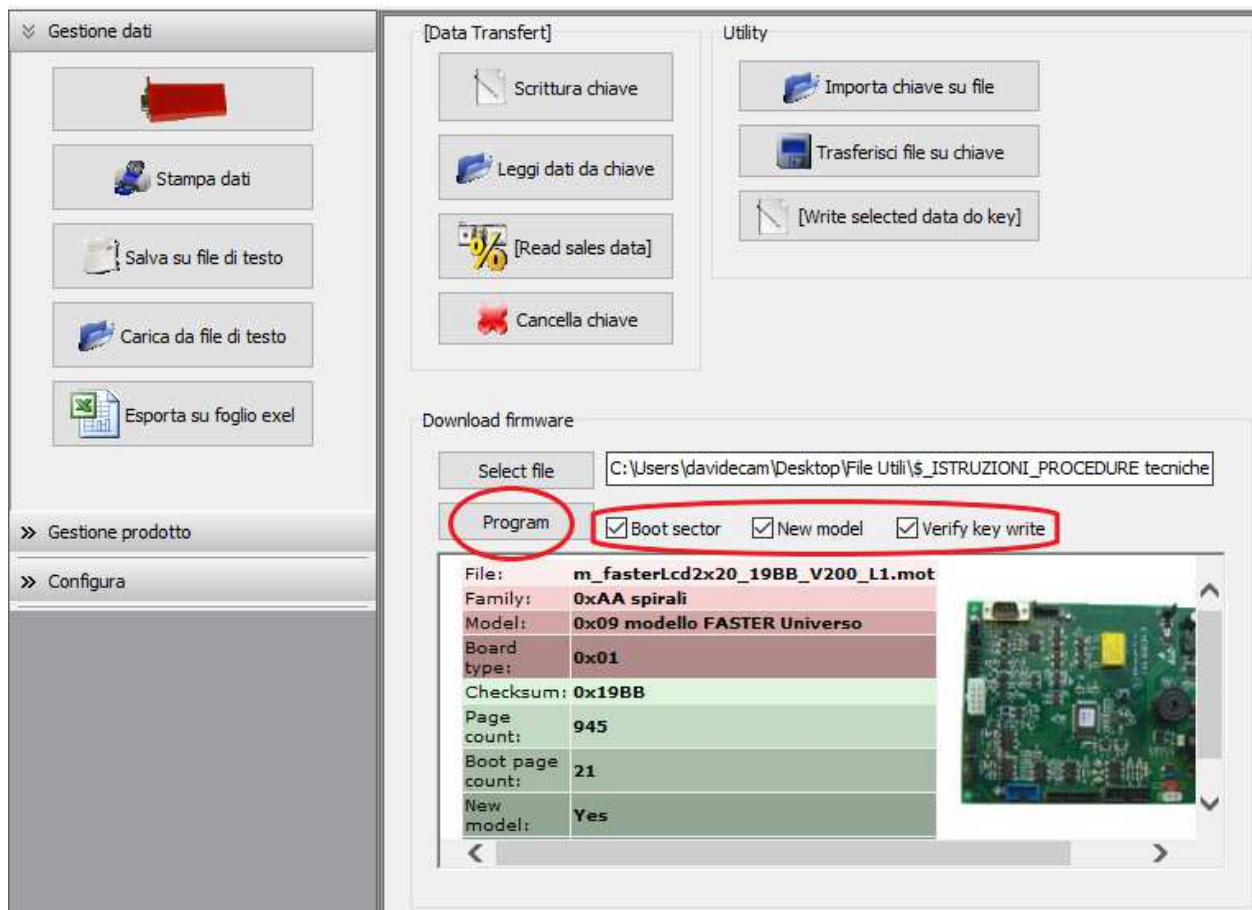 Gestione dati
Stampa dati
Salva su file di testo
Carica da file di testo
Esporta su foglio exel
Gestione prodotto
Configura
[Data Transfert]
Scrittura chiave
Leggi dati da chiave
[Read sales data]
Cancella chiave
Utility
Importa chiave su file
Trasferisci file su chiave
[Write selected data do key]
Download firmware
Select file
C:\Users\davidecam\Desktop\File Utili\$_ISTRUZIONI_PROCEDURE tecniche
Program
Boot sector
New model
Verify key write
File: m_fasterLcd2x20_19BB_V200_L1.mot
Family: 0xAA spirali
Model: 0x09 modello FASTER Universo
Board
type: 0x01
Checksum: 0x19BB
Page
count: 945
Boot page
count: 21
New
model: Yes